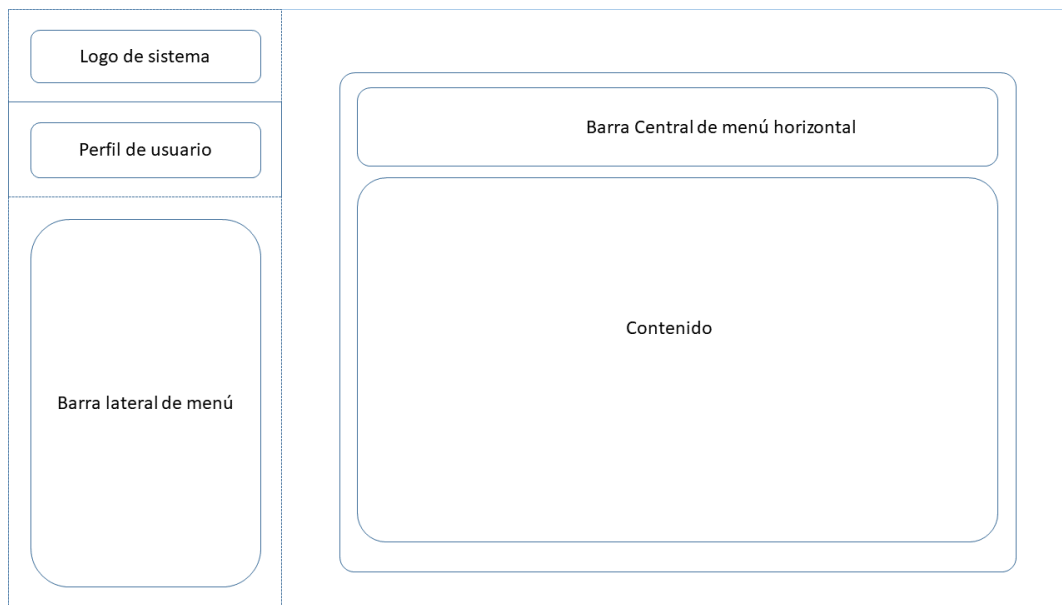 Logo de sistema
Perfil de usuario
Barra lateral de menú
Barra Central de menú horizontal
Contenido